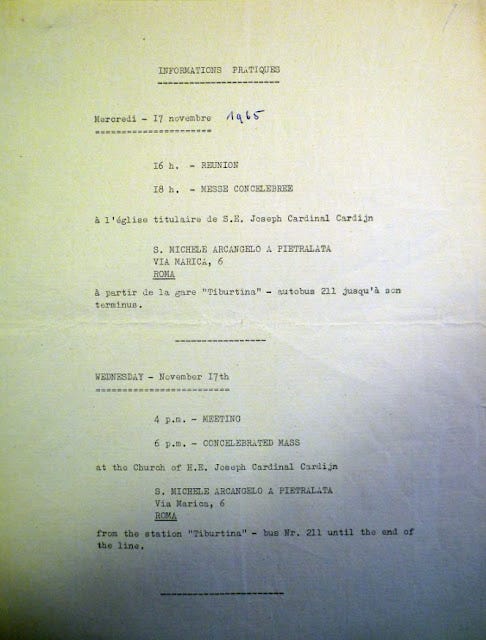 INFORMATIONS PRATIQUES
Mercredi - 17 novembre 1965
16 h. - REUNION
18 h. - MESSE CONCELEBREE
à l'église titulaire de S.E. Joseph Cardinal Cardijn
S. MICHELE ARCANGELO A PIETRALATA
VIA MARICA, 6
ROMA
à partir de la gare "Tiburtina" - autobus 211 jusqu'à son
terminus.
WEDNESDAY - November 17th
4 p.m. - MEETING
6 p.m. - CONCELEBRATED MASS
at the Church of H.E. Joseph Cardinal Cardijn
S. MICHELE ARCANGELO A PIETRALATA
Via Marica, 6
ROMA
from the station "Tiburtina" - bus Nr. 211 until the end of
the line.